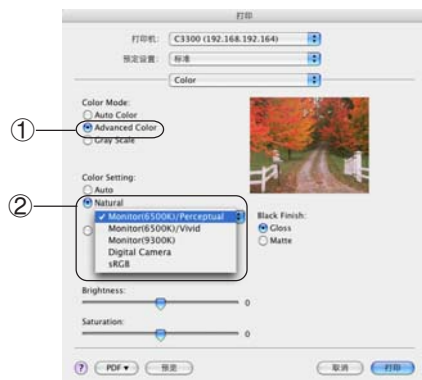 打印
打印机: C3300 (192.168.192.164)
预定设置: 标准
Color
Color Mode:
Auto Color
① Advanced Color
Gray Scale
Color Setting:
Auto
② Natural
✓ Monitor(6500K)/Perceptual
Monitor(6500K)/Vivid
Monitor(9300K)
Digital Camera
sRGB
Black Finish:
Gloss
Matte
Brightness: 0
Saturation: 0
? PDF▼ 预览 取消 打印